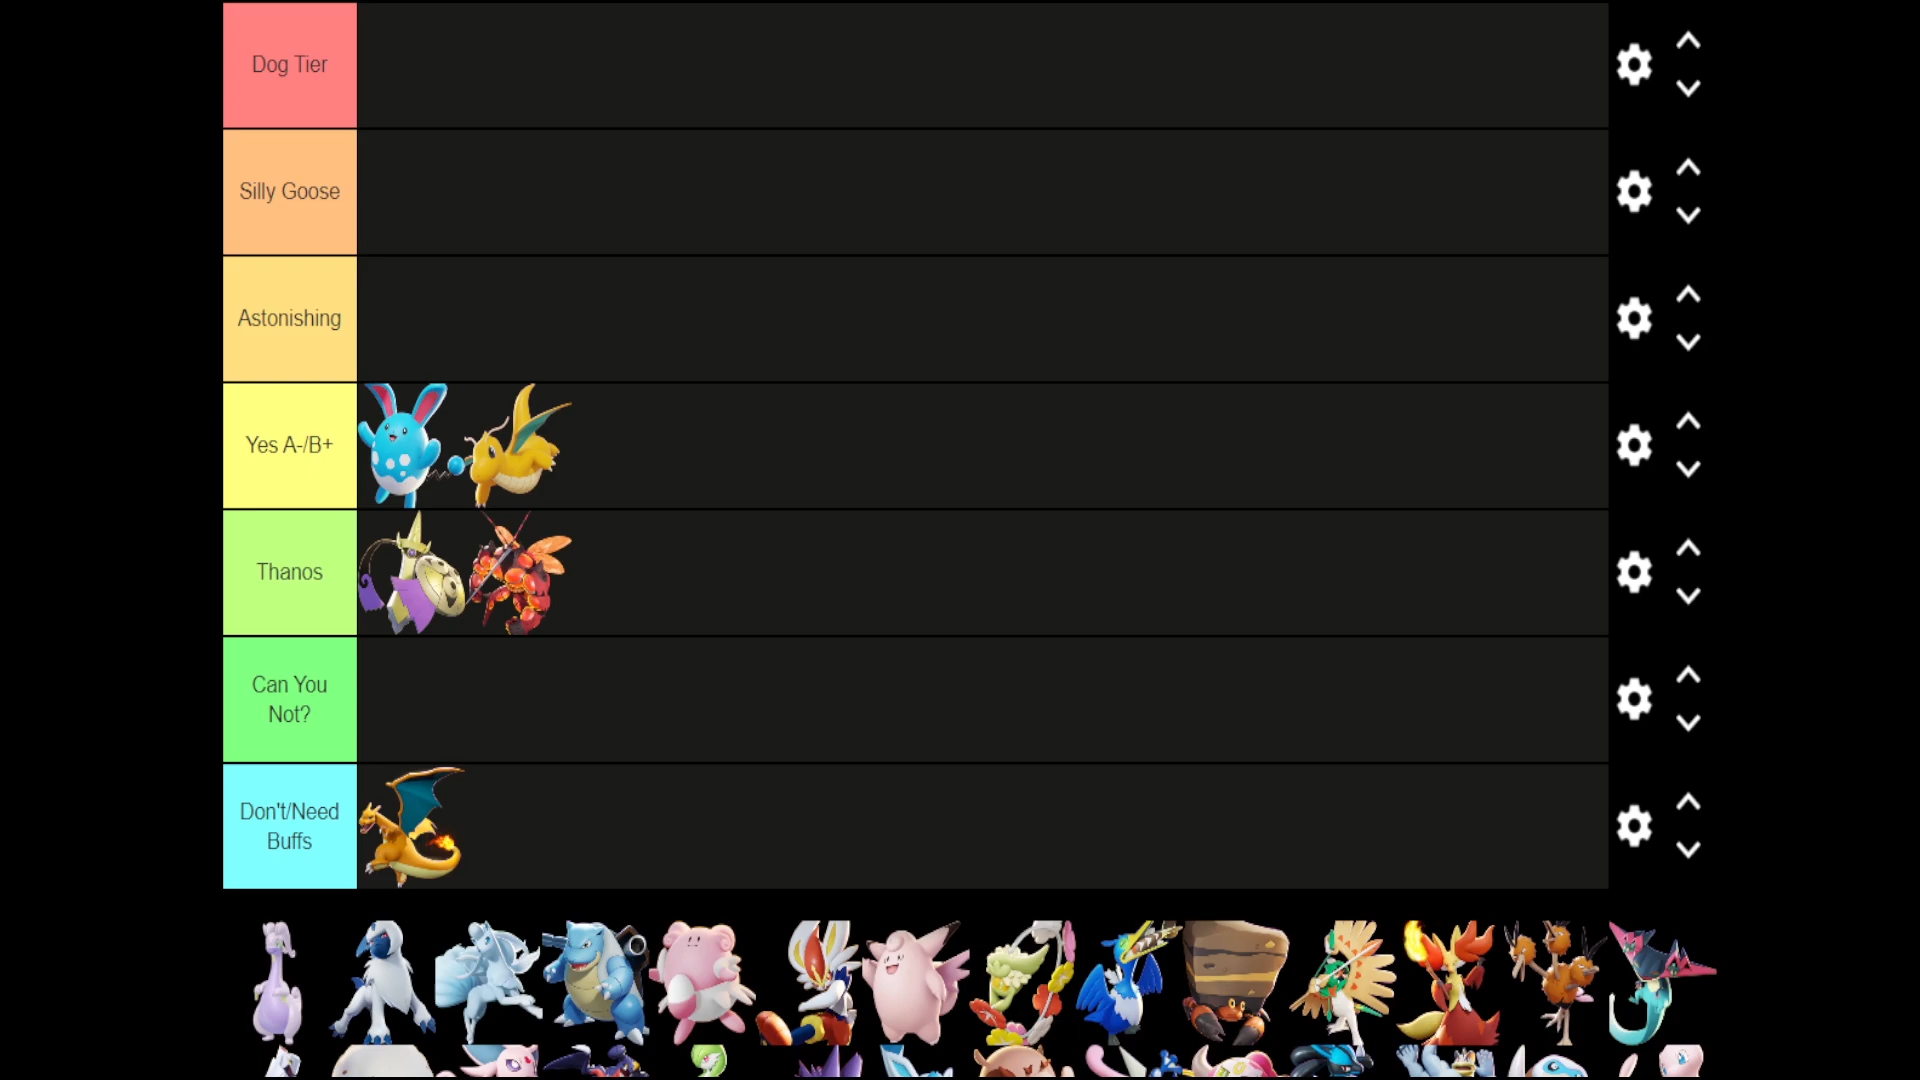 Dog Tier
Silly Goose
Astonishing
Yes A-/B+
Thanos
Can You
Not?
Don't/Need
Buffs